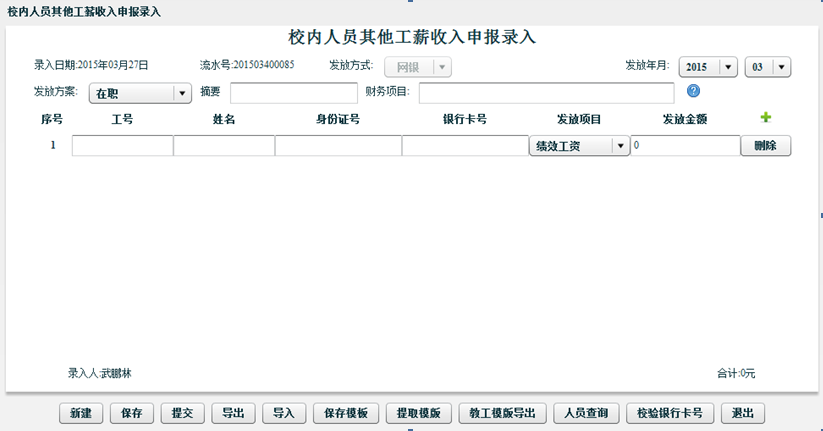 校内人员其他工薪收入申报录入
校内人员其他工薪收入申报录入
录入日期:2015年03月27日 流水号:201503400085 发放方式: 网银 发放年月: 2015 03
发放方案: 在职 摘要 财务项目: ?
序号 工号 姓名 身份证号 银行卡号 发放项目 发放金额
1 绩效工资 0 删除
录入人:武鹏林 合计:0元
新建 保存 提交 导出 导入 保存模板 提取模版 教工模版导出 人员查询 校验银行卡号 退出